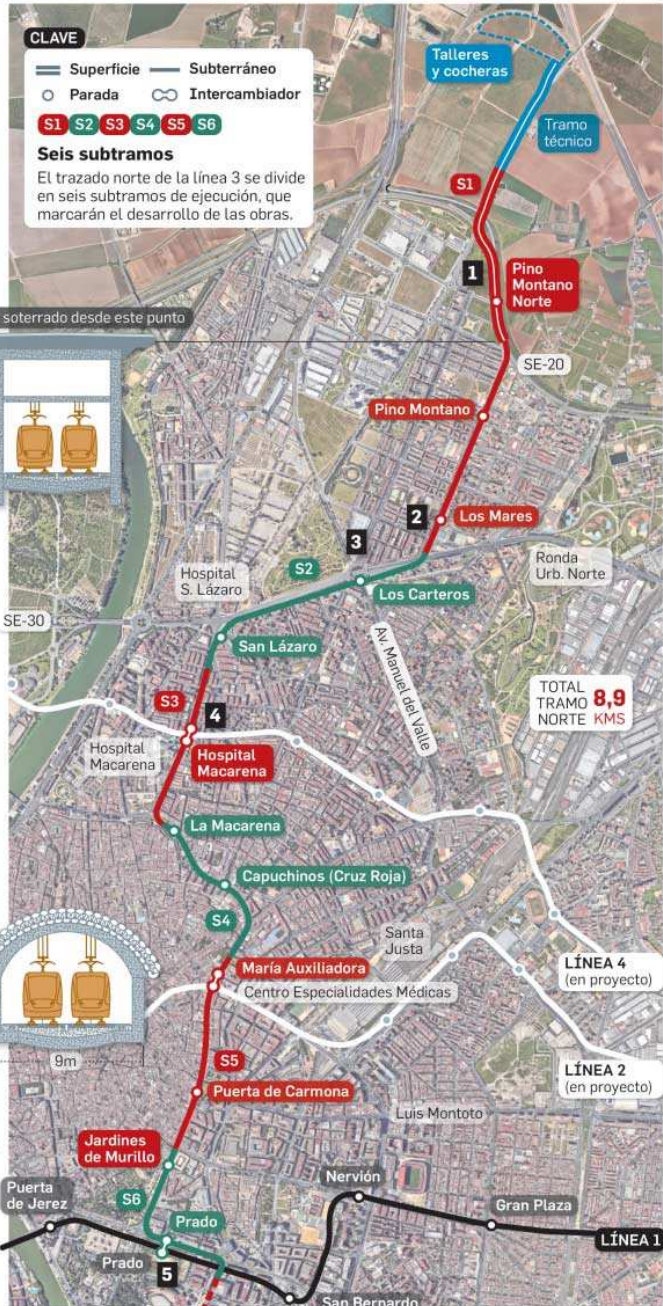 CLAVE
Superficie
Subterráneo
Parada
Intercambiador
S1 S2 S3 S4 S5 S6
Seis subtramos
El trazado norte de la línea 3 se divide
en seis subtramos de ejecución, que
marcarán el desarrollo de las obras.
Talleres
y cocheras
Tramo
técnico
S1
1
Pino
Montano
Norte
soterrado desde este punto
SE-20
Pino Montano
2
Los Mares
3
Ronda
Urb. Norte
Hospital
S. Lázaro
S2
Los Carteros
SE-30
San Lázaro
Av. Manuel del Valle
S3
4
TOTAL
TRAMO
NORTE
8,9
KMS
Hospital
Macarena
Hospital
Macarena
La Macarena
Capuchinos (Cruz Roja)
S4
Santa
Justa
María Auxiliadora
Centro Especialidades Médicas
LÍNEA 4
(en proyecto)
9m
S5
LÍNEA 2
(en proyecto)
Puerta de Carmona
Luis Montoto
Jardines
de Murillo
Puerta
de Jerez
S6
Nervión
Gran Plaza
Prado
LÍNEA 1
Prado
5
San Bernardo